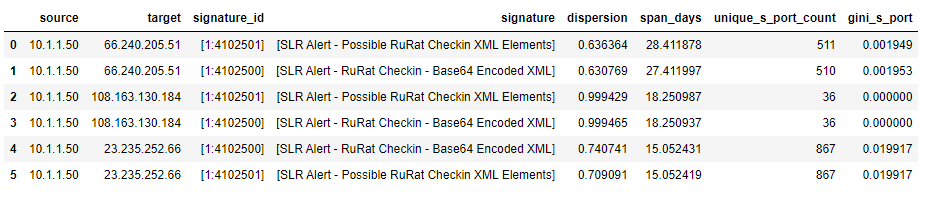 source target signature_id signature dispersion span_days unique_s_port_count gini_s_port
0 10.1.1.50 66.240.205.51 [1:4102501] [SLR Alert - Possible RuRat Checkin XML Elements] 0.636364 28.411878 511 0.001949
1 10.1.1.50 66.240.205.51 [1:4102500] [SLR Alert - RuRat Checkin - Base64 Encoded XML] 0.630769 27.411997 510 0.001953
2 10.1.1.50 108.163.130.184 [1:4102501] [SLR Alert - Possible RuRat Checkin XML Elements] 0.999429 18.250987 36 0.000000
3 10.1.1.50 108.163.130.184 [1:4102500] [SLR Alert - RuRat Checkin - Base64 Encoded XML] 0.999465 18.250937 36 0.000000
4 10.1.1.50 23.235.252.66 [1:4102500] [SLR Alert - RuRat Checkin - Base64 Encoded XML] 0.740741 15.052431 867 0.019917
5 10.1.1.50 23.235.252.66 [1:4102501] [SLR Alert - Possible RuRat Checkin XML Elements] 0.709091 15.052419 867 0.019917